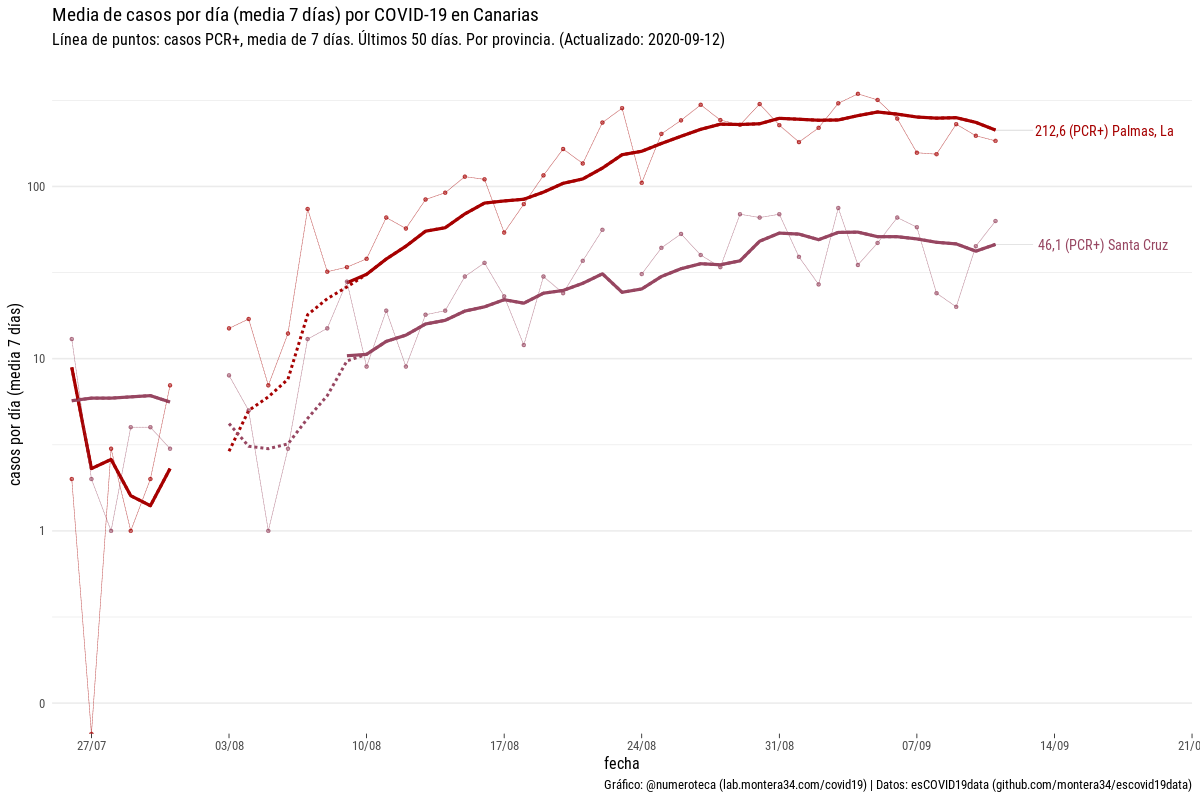 Media de casos por día (media 7 días) por COVID-19 en Canarias
Línea de puntos: casos PCR+, media de 7 días. Últimos 50 días. Por provincia. (Actualizado: 2020-09-12)
casos por día (media 7 días)
100
10
1
0
212,6 (PCR+) Palmas, La
46,1 (PCR+) Santa Cruz
27/07
03/08
10/08
17/08
24/08
31/08
07/09
14/09
21/0
fecha
Gráfico: @numeroteca (lab.montera34.com/covid19) | Datos: esCOVID19data (github.com/montera34/escovid19data)